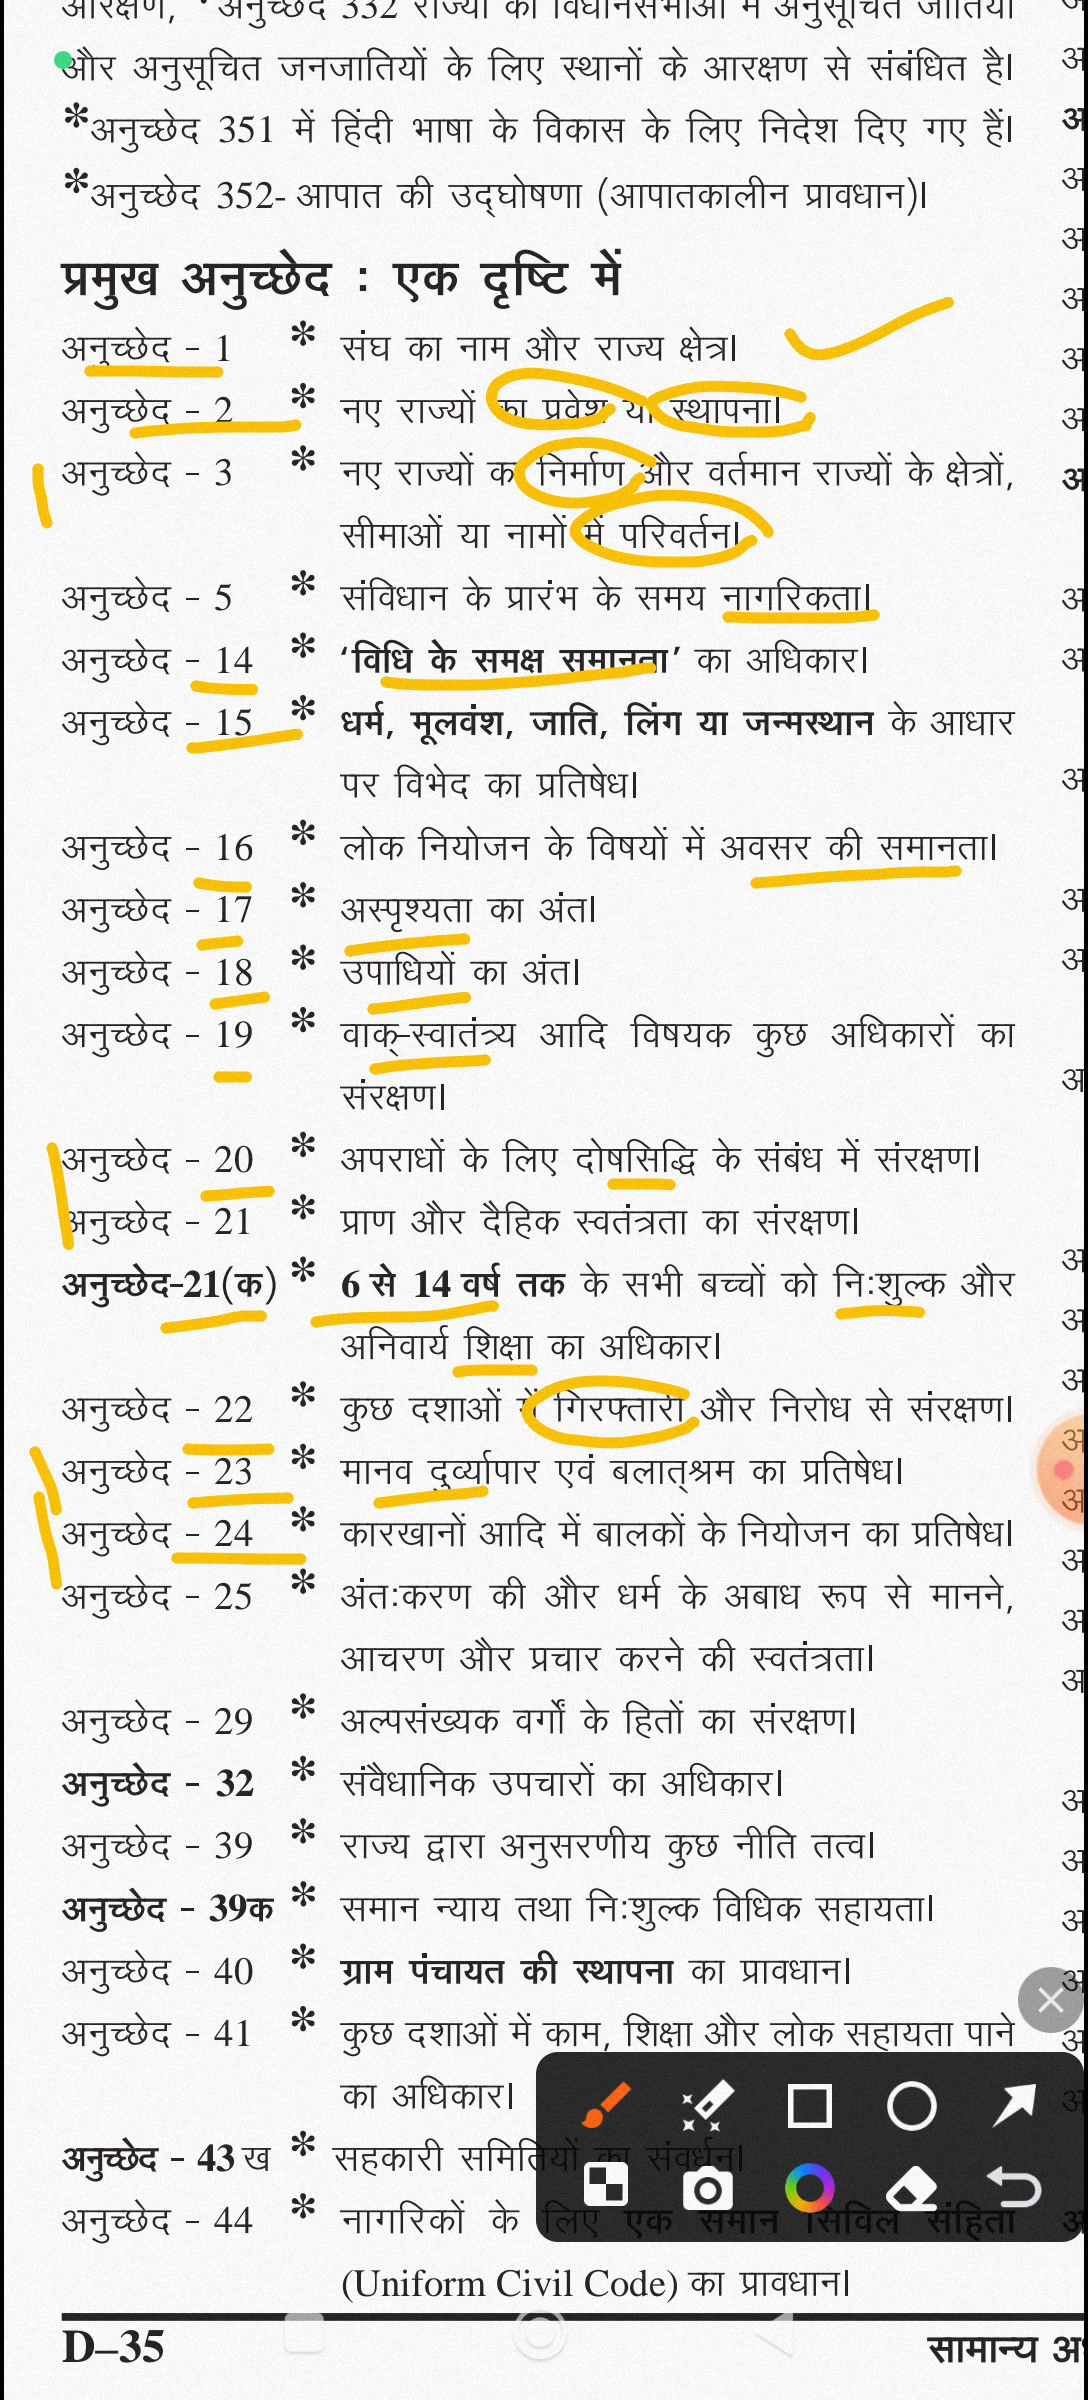 आरक्षण, *अनुच्छेद 332 राज्यों की विधानसभाओं में अनुसूचित जातियों
और अनुसूचित जनजातियों के लिए स्थानों के आरक्षण से संबंधित है।
*अनुच्छेद 351 में हिंदी भाषा के विकास के लिए निदेश दिए गए हैं।
*अनुच्छेद 352- आपात की उद्घोषणा (आपातकालीन प्रावधान)।
प्रमुख अनुच्छेद : एक दृष्टि में
अनुच्छेद - 1 * संघ का नाम और राज्य क्षेत्र।
अनुच्छेद - 2 * नए राज्यों का प्रवेश या स्थापना।
अनुच्छेद - 3 * नए राज्यों का निर्माण और वर्तमान राज्यों के क्षेत्रों,
सीमाओं या नामों में परिवर्तन।
अनुच्छेद - 5 * संविधान के प्रारंभ के समय नागरिकता।
अनुच्छेद - 14 * ‘विधि के समक्ष समानता’ का अधिकार।
अनुच्छेद - 15 * धर्म, मूलवंश, जाति, लिंग या जन्मस्थान के आधार
पर विभेद का प्रतिषेध।
अनुच्छेद - 16 * लोक नियोजन के विषयों में अवसर की समानता।
अनुच्छेद - 17 * अस्पृश्यता का अंत।
अनुच्छेद - 18 * उपाधियों का अंत।
अनुच्छेद - 19 * वाक्-स्वातंत्र्य आदि विषयक कुछ अधिकारों का
संरक्षण।
अनुच्छेद - 20 * अपराधों के लिए दोषसिद्धि के संबंध में संरक्षण।
अनुच्छेद - 21 * प्राण और दैहिक स्वतंत्रता का संरक्षण।
अनुच्छेद-21(क) * 6 से 14 वर्ष तक के सभी बच्चों को नि:शुल्क और
अनिवार्य शिक्षा का अधिकार।
अनुच्छेद - 22 * कुछ दशाओं में गिरफ्तारी और निरोध से संरक्षण।
अनुच्छेद - 23 * मानव दुर्व्यापार एवं बलात्श्रम का प्रतिषेध।
अनुच्छेद - 24 * कारखानों आदि में बालकों के नियोजन का प्रतिषेध।
अनुच्छेद - 25 * अंत:करण की और धर्म के अबाध रूप से मानने,
आचरण और प्रचार करने की स्वतंत्रता।
अनुच्छेद - 29 * अल्पसंख्यक वर्गों के हितों का संरक्षण।
अनुच्छेद - 32 * संवैधानिक उपचारों का अधिकार।
अनुच्छेद - 39 * राज्य द्वारा अनुसरणीय कुछ नीति तत्व।
अनुच्छेद - 39क * समान न्याय तथा नि:शुल्क विधिक सहायता।
अनुच्छेद - 40 * ग्राम पंचायत की स्थापना का प्रावधान।
अनुच्छेद - 41 * कुछ दशाओं में काम, शिक्षा और लोक सहायता पाने
का अधिकार।
अनुच्छेद - 43 ख * सहकारी समितियों का संवर्धन।
अनुच्छेद - 44 * नागरिकों के लिए एक समान सिविल संहिता
(Uniform Civil Code) का प्रावधान।
D–35 सामान्य